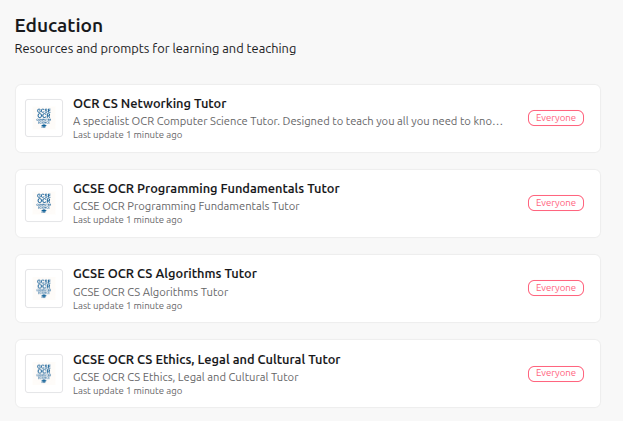 Education
Resources and prompts for learning and teaching
GCSE
OCR
OCR CS Networking Tutor
A specialist OCR Computer Science Tutor. Designed to teach you all you need to kno...
Last update 1 minute ago
Everyone
GCSE
OCR
GCSE OCR Programming Fundamentals Tutor
GCSE OCR Programming Fundamentals Tutor
Last update 1 minute ago
Everyone
GCSE
OCR
GCSE OCR CS Algorithms Tutor
GCSE OCR CS Algorithms Tutor
Last update 1 minute ago
Everyone
GCSE
OCR
GCSE OCR CS Ethics, Legal and Cultural Tutor
GCSE OCR CS Ethics, Legal and Cultural Tutor
Last update 1 minute ago
Everyone